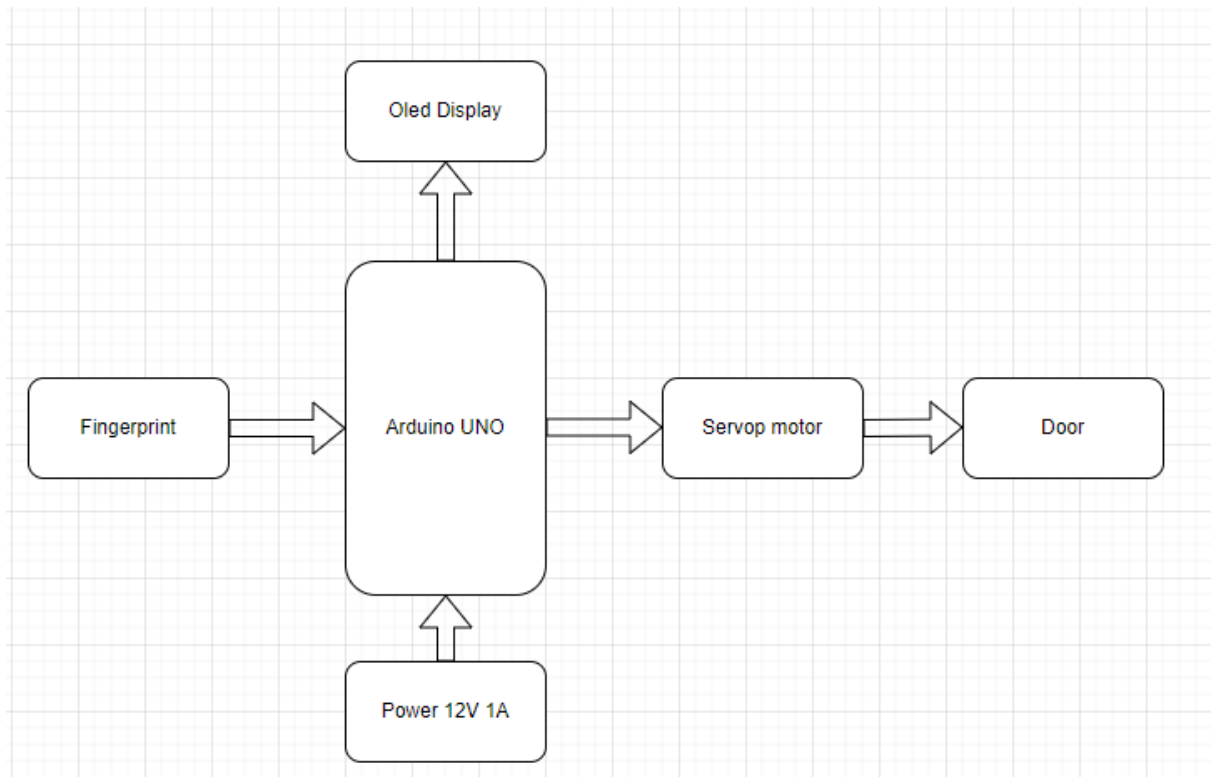 Oled Display
Fingerprint
Arduino UNO
Servop motor
Door
Power 12V 1A